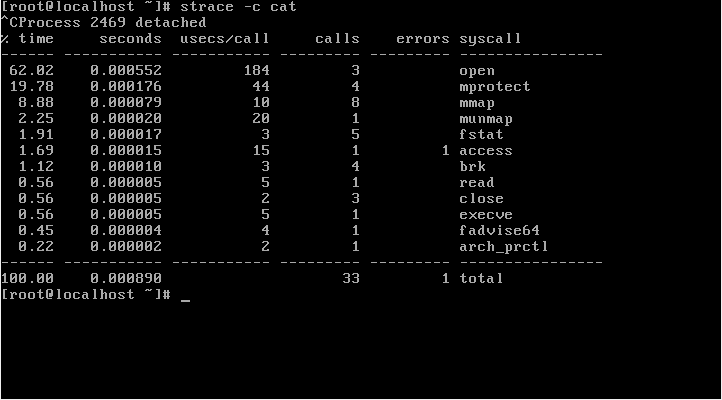 [root@localhost ~]# strace -c cat
^CProcess 2469 detached
% time     seconds  usecs/call     calls    errors syscall
------ ----------- ----------- --------- --------- ----------------
 62.02    0.000552         184         3           open
 19.78    0.000176          44         4           mprotect
  8.88    0.000079          10         8           mmap
  2.25    0.000020          20         1           munmap
  1.91    0.000017           3         5           fstat
  1.69    0.000015          15         1         1 access
  1.12    0.000010           3         4           brk
  0.56    0.000005           5         1           read
  0.56    0.000005           2         3           close
  0.56    0.000005           5         1           execve
  0.45    0.000004           4         1           fadvise64
  0.22    0.000002           2         1           arch_prctl
------ ----------- ----------- --------- --------- ----------------
100.00    0.000890                    33         1 total
[root@localhost ~]# _